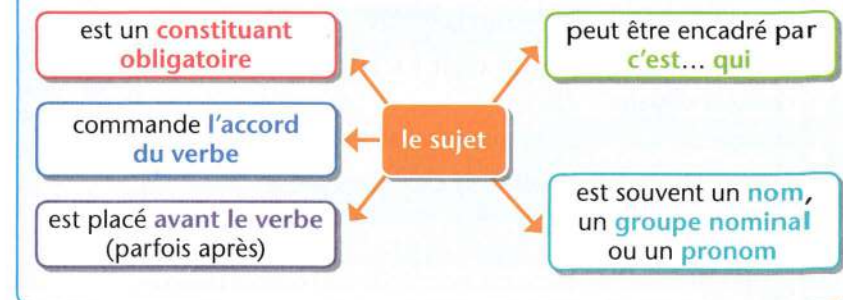 est un constituant
obligatoire
peut être encadré par
c'est... qui
commande l'accord
du verbe
le sujet
est placé avant le verbe
(parfois après)
est souvent un nom,
un groupe nominal
ou un pronom